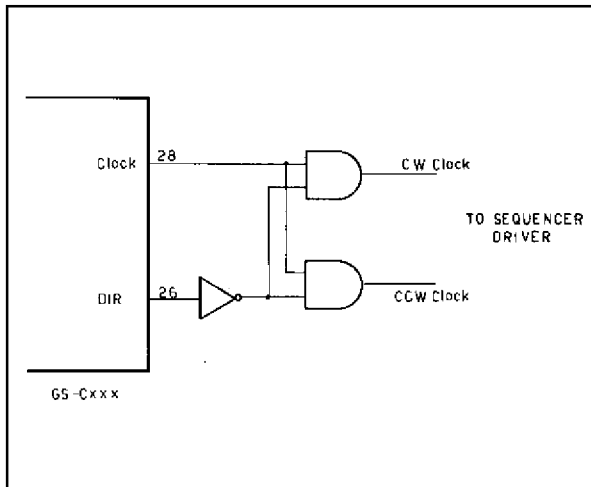 Clock
28
CW Clock
TO SEQUENCER
DRIVER
DIR
26
CCW Clock
GS-Cxxx